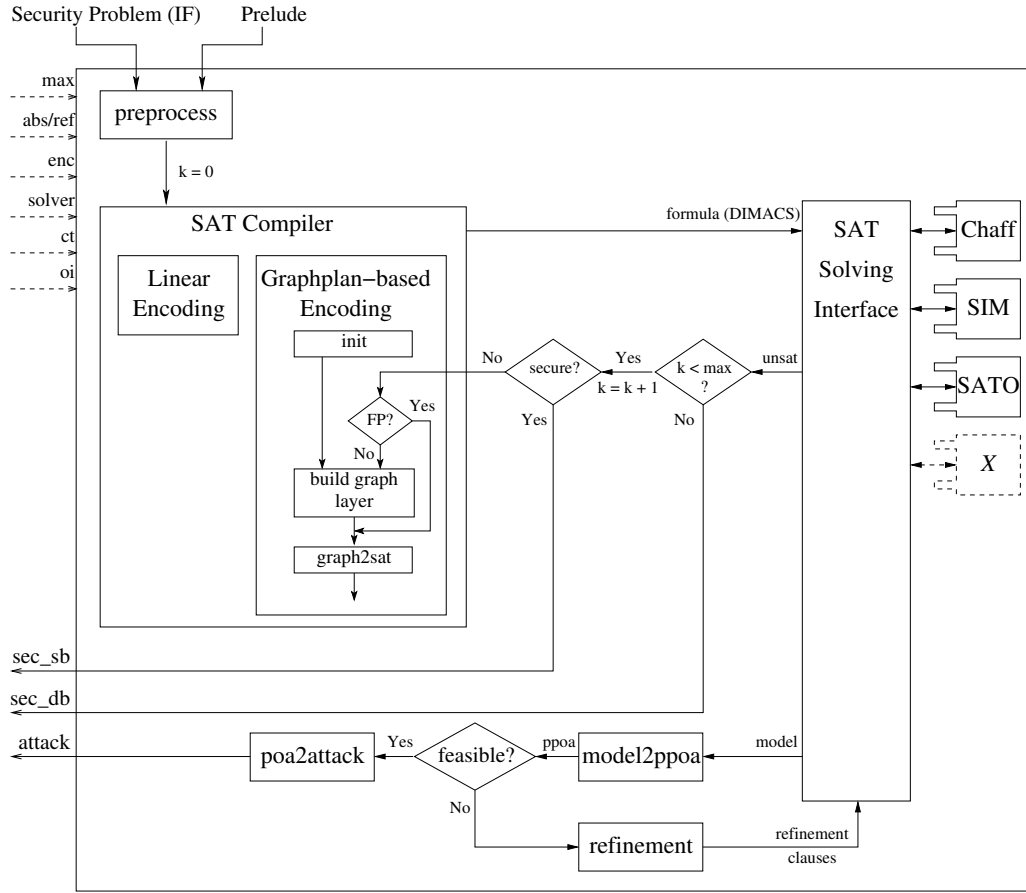 Security Problem (IF)
Prelude
max
abs/ref
enc
solver
ct
oi
preprocess
k = 0
SAT Compiler
Linear
Encoding
Graphplan−based
Encoding
init
FP?
Yes
No
build graph
layer
graph2sat
formula (DIMACS)
SAT
Solving
Interface
Chaff
SIM
SATO
X
No
secure?
Yes
Yes
k = k + 1
k < max
?
No
unsat
sec_sb
sec_db
attack
poa2attack
Yes
feasible?
No
ppoa
model2ppoa
model
refinement
refinement
clauses